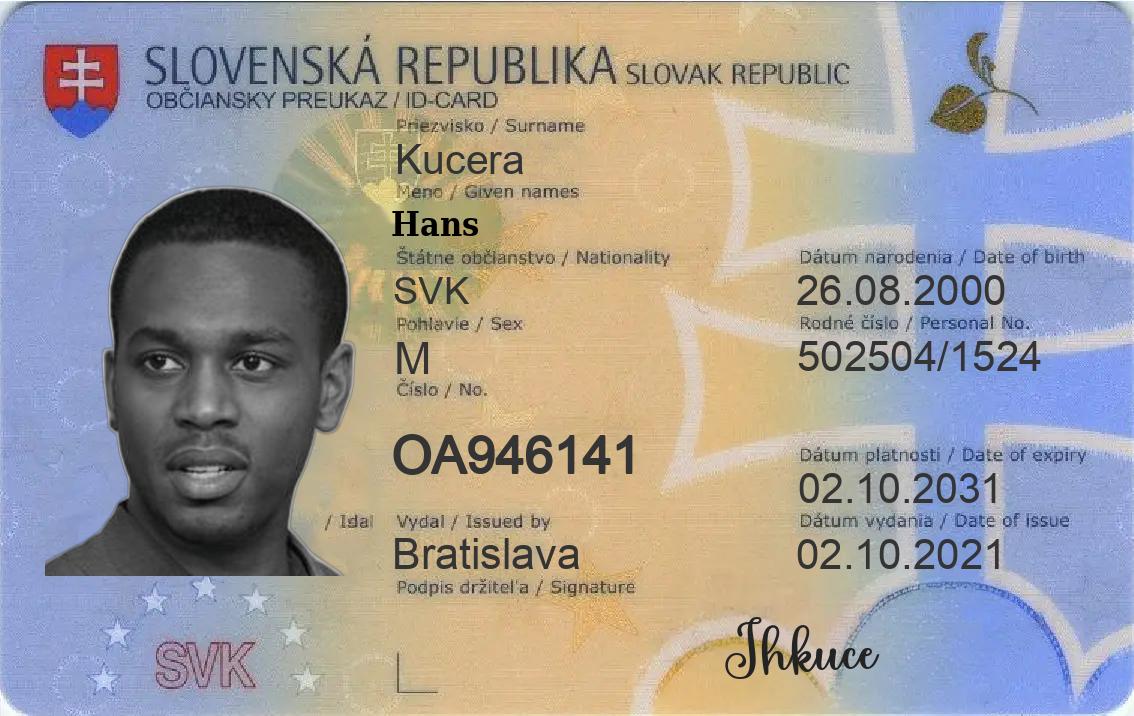 SLOVENSKÁ REPUBLIKA SLOVAK REPUBLIC
OBČIANSKY PREUKAZ / ID-CARD
Priezvisko / Surname
Kucera
Meno / Given names
Hans
Štátne občianstvo / Nationality
SVK
Dátum narodenia / Date of birth
26.08.2000
Pohlavie / Sex
M
Rodné číslo / Personal No.
502504/1524
Číslo / No.
OA946141
Dátum platnosti / Date of expiry
02.10.2031
/ Idal
Vydal / Issued by
Bratislava
Dátum vydania / Date of issue
02.10.2021
Podpis držiteľa / Signature
Jhkuce
SVK